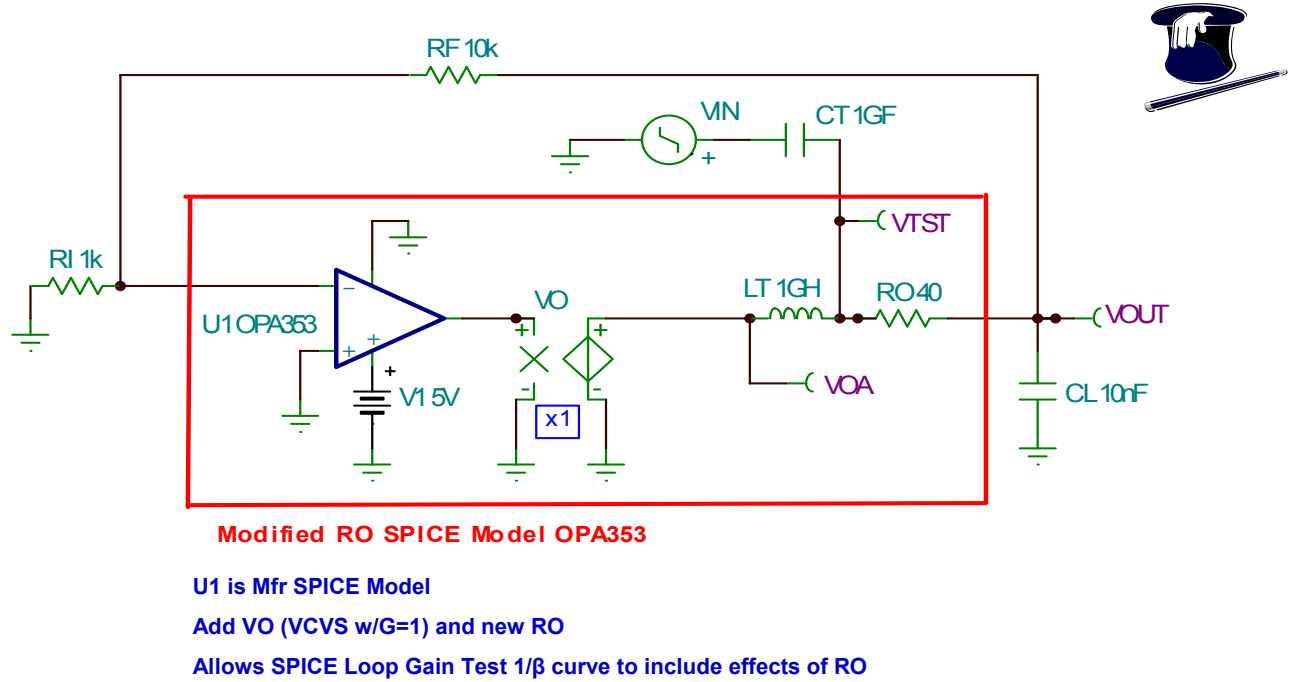 RF 10k
VIN
CT 1GF
+
VTST
RI 1k
LT 1GH
RO 40
U1 OPA353
VO
VOUT
VOA
V1 5V
CL 10nF
x1
Modified RO SPICE Model OPA353
U1 is Mfr SPICE Model
Add VO (VCVS w/G=1) and new RO
Allows SPICE Loop Gain Test 1/β curve to include effects of RO